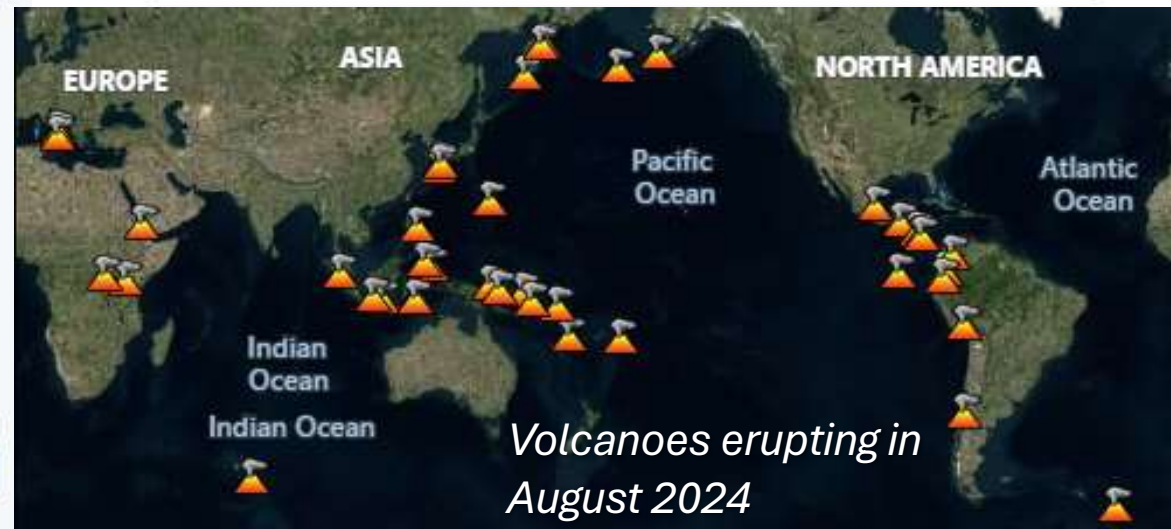 EUROPE
ASIA
NORTH AMERICA
Pacific
Ocean
Atlantic
Ocean
Indian
Ocean
Indian Ocean
Volcanoes erupting in
August 2024